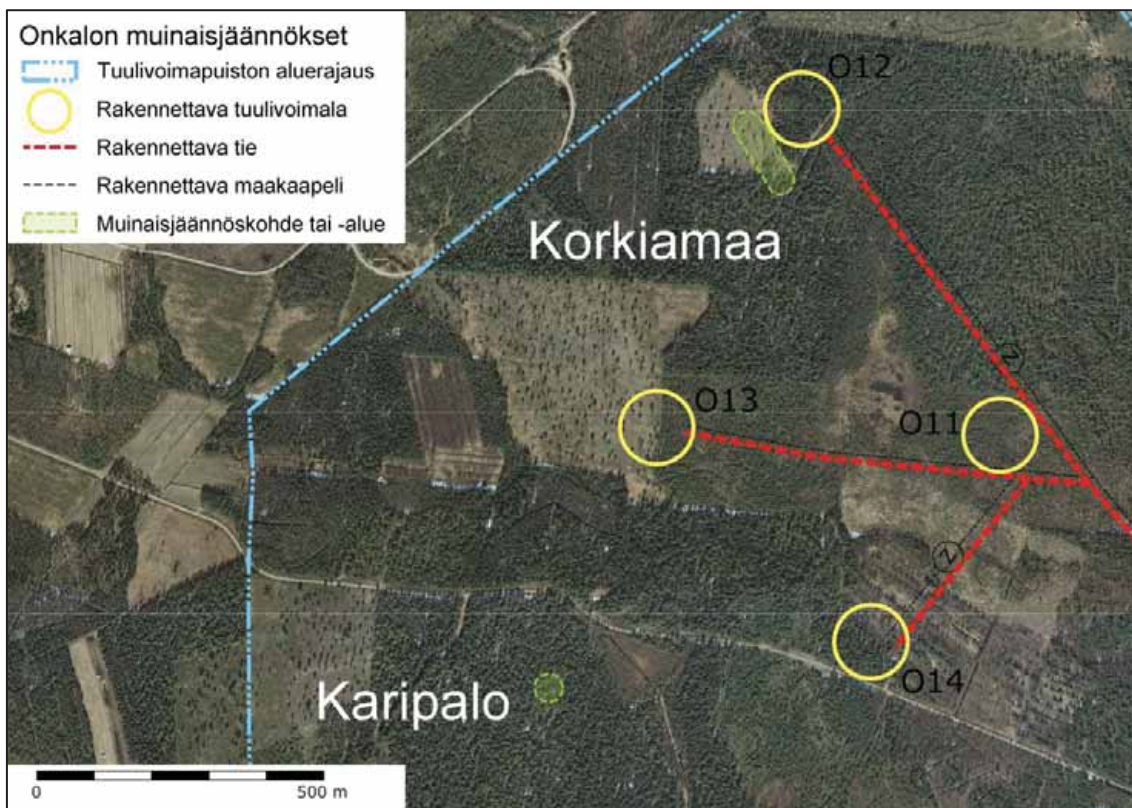 Onkalon muinaisjäännökset
Tuulivoimapuiston aluerajaus
Rakennettava tuulivoimala
Rakennettava tie
Rakennettava maakaapeli
Muinaisjäännöskohde tai -alue
O12
Korkiamaa
O13
O11
O14
Karipalo
0
500 m